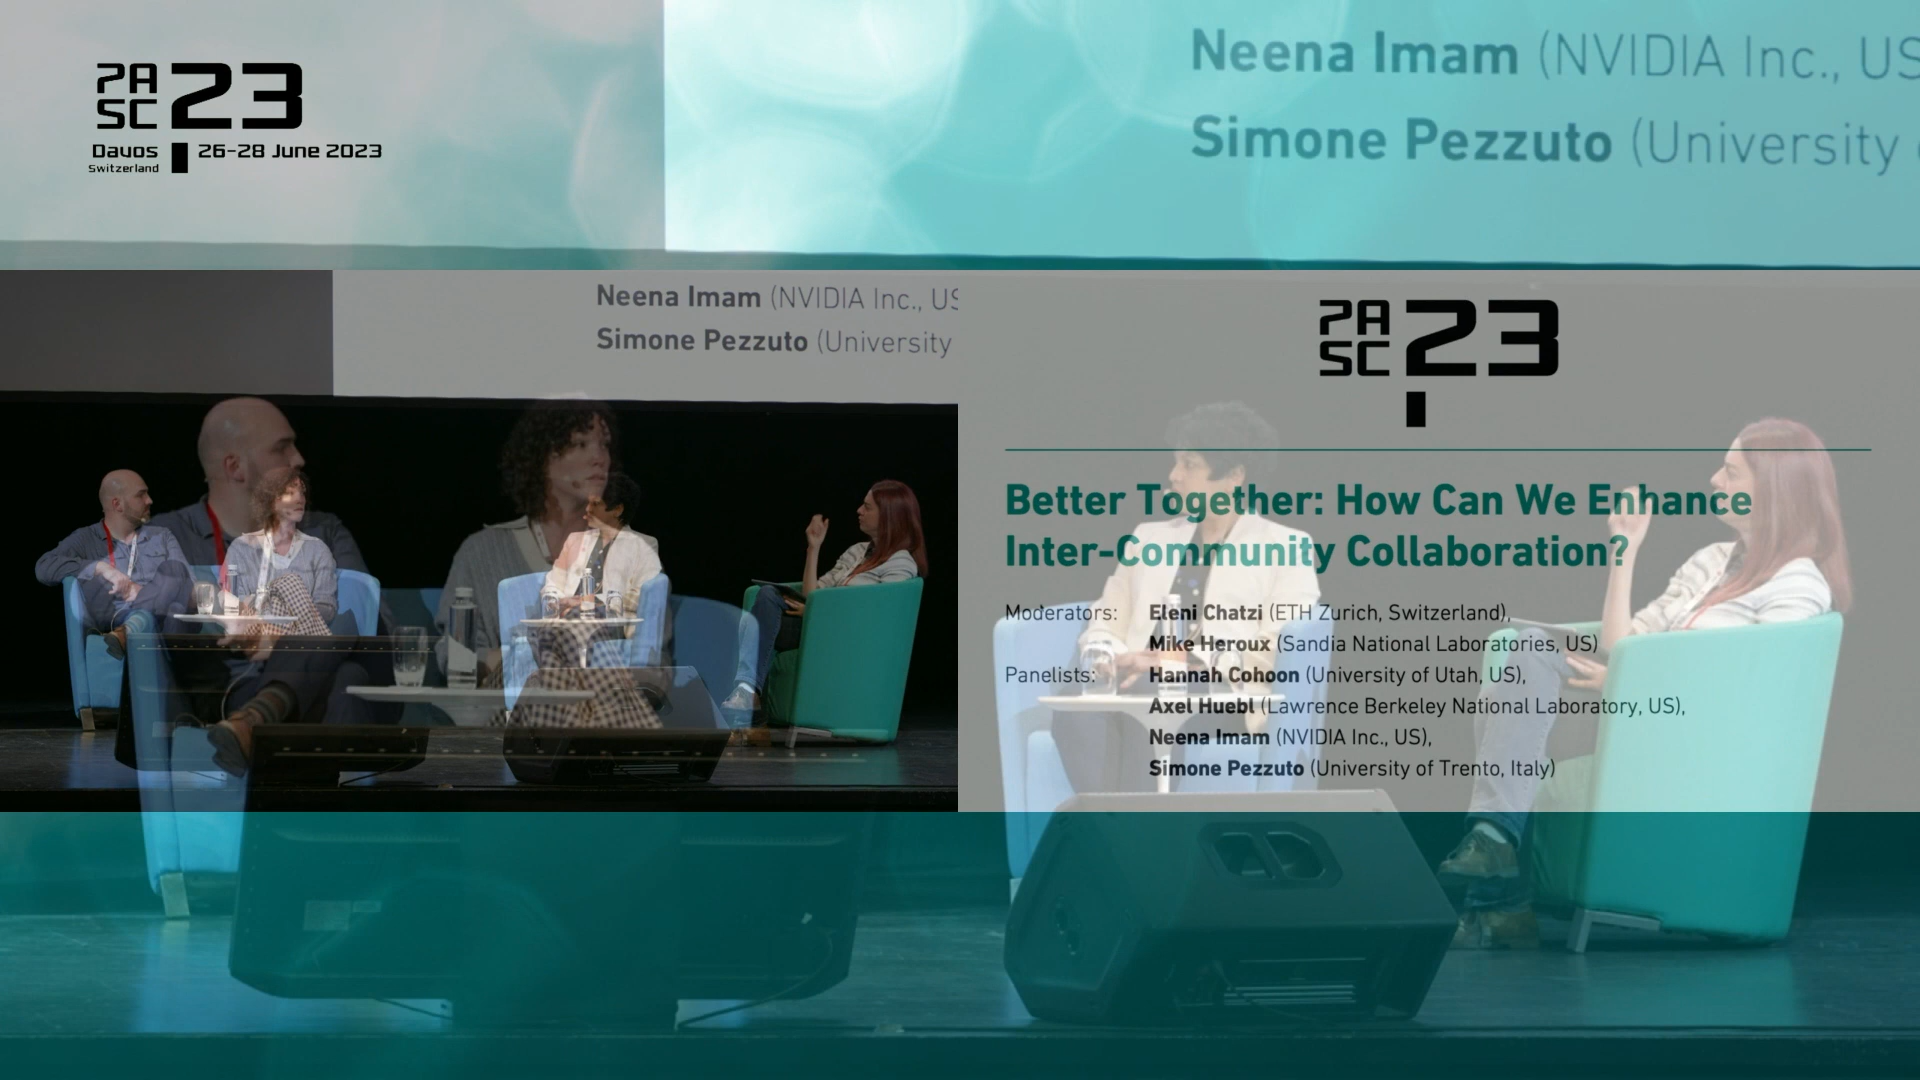 PA
SC 23
Davos
Switzerland
26-28 June 2023
Neena Imam (NVIDIA Inc., US
Simone Pezzuto (University
Neena Imam (NVIDIA Inc., US
Simone Pezzuto (University
PA
SC 23
Better Together: How Can We Enhance
Inter-Community Collaboration?
Moderators: Eleni Chatzi (ETH Zurich, Switzerland),
Mike Heroux (Sandia National Laboratories, US)
Panelists: Hannah Cohoon (University of Utah, US),
Axel Huebl (Lawrence Berkeley National Laboratory, US),
Neena Imam (NVIDIA Inc., US),
Simone Pezzuto (University of Trento, Italy)